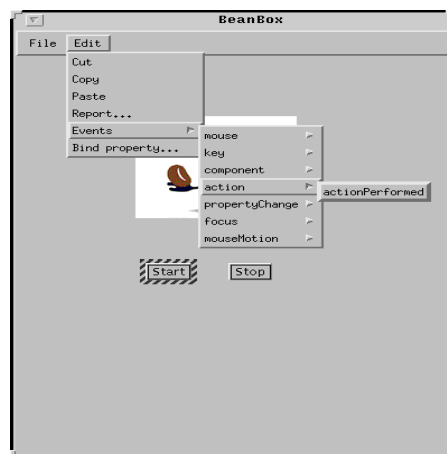 BeanBox
File Edit
Cut
Copy
Paste
Report...
Events
Bind property...
mouse
key
component
action
propertyChange
focus
mouseMotion
actionPerformed
Start Stop